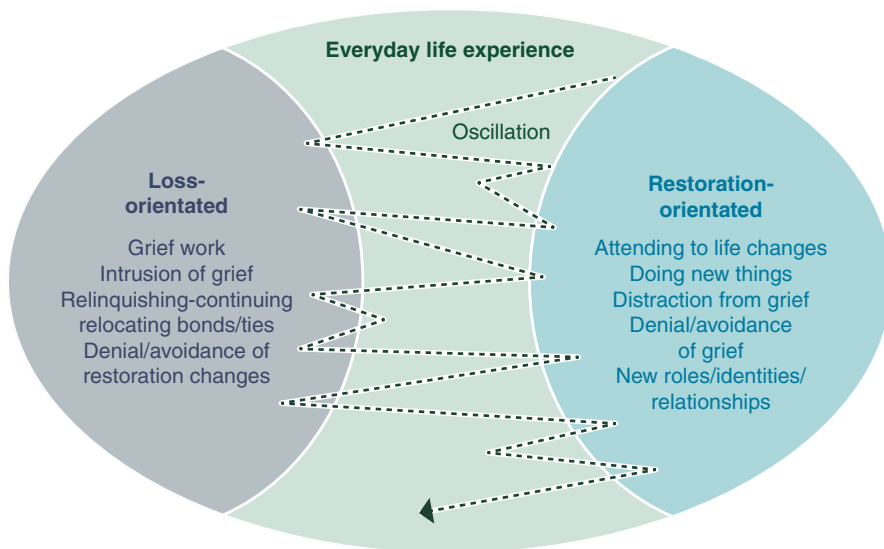 Everyday life experience
Oscillation
Loss-
orientated
Grief work
Intrusion of grief
Relinquishing-continuing
relocating bonds/ties
Denial/avoidance of
restoration changes
Restoration-
orientated
Attending to life changes
Doing new things
Distraction from grief
Denial/avoidance
of grief
New roles/identities/
relationships